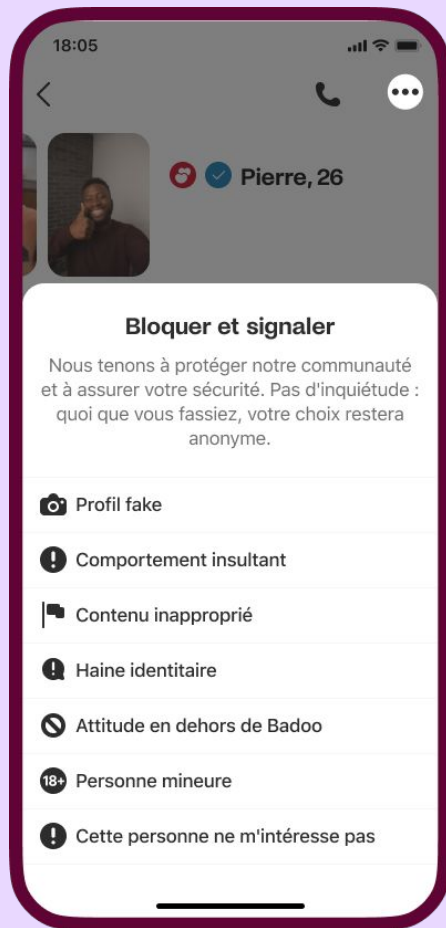 18:05
Pierre, 26
Bloquer et signaler
Nous tenons à protéger notre communauté
et à assurer votre sécurité. Pas d'inquiétude :
quoi que vous fassiez, votre choix restera
anonyme.
Profil fake
Comportement insultant
Contenu inapproprié
Haine identitaire
Attitude en dehors de Badoo
18+ Personne mineure
Cette personne ne m'intéresse pas